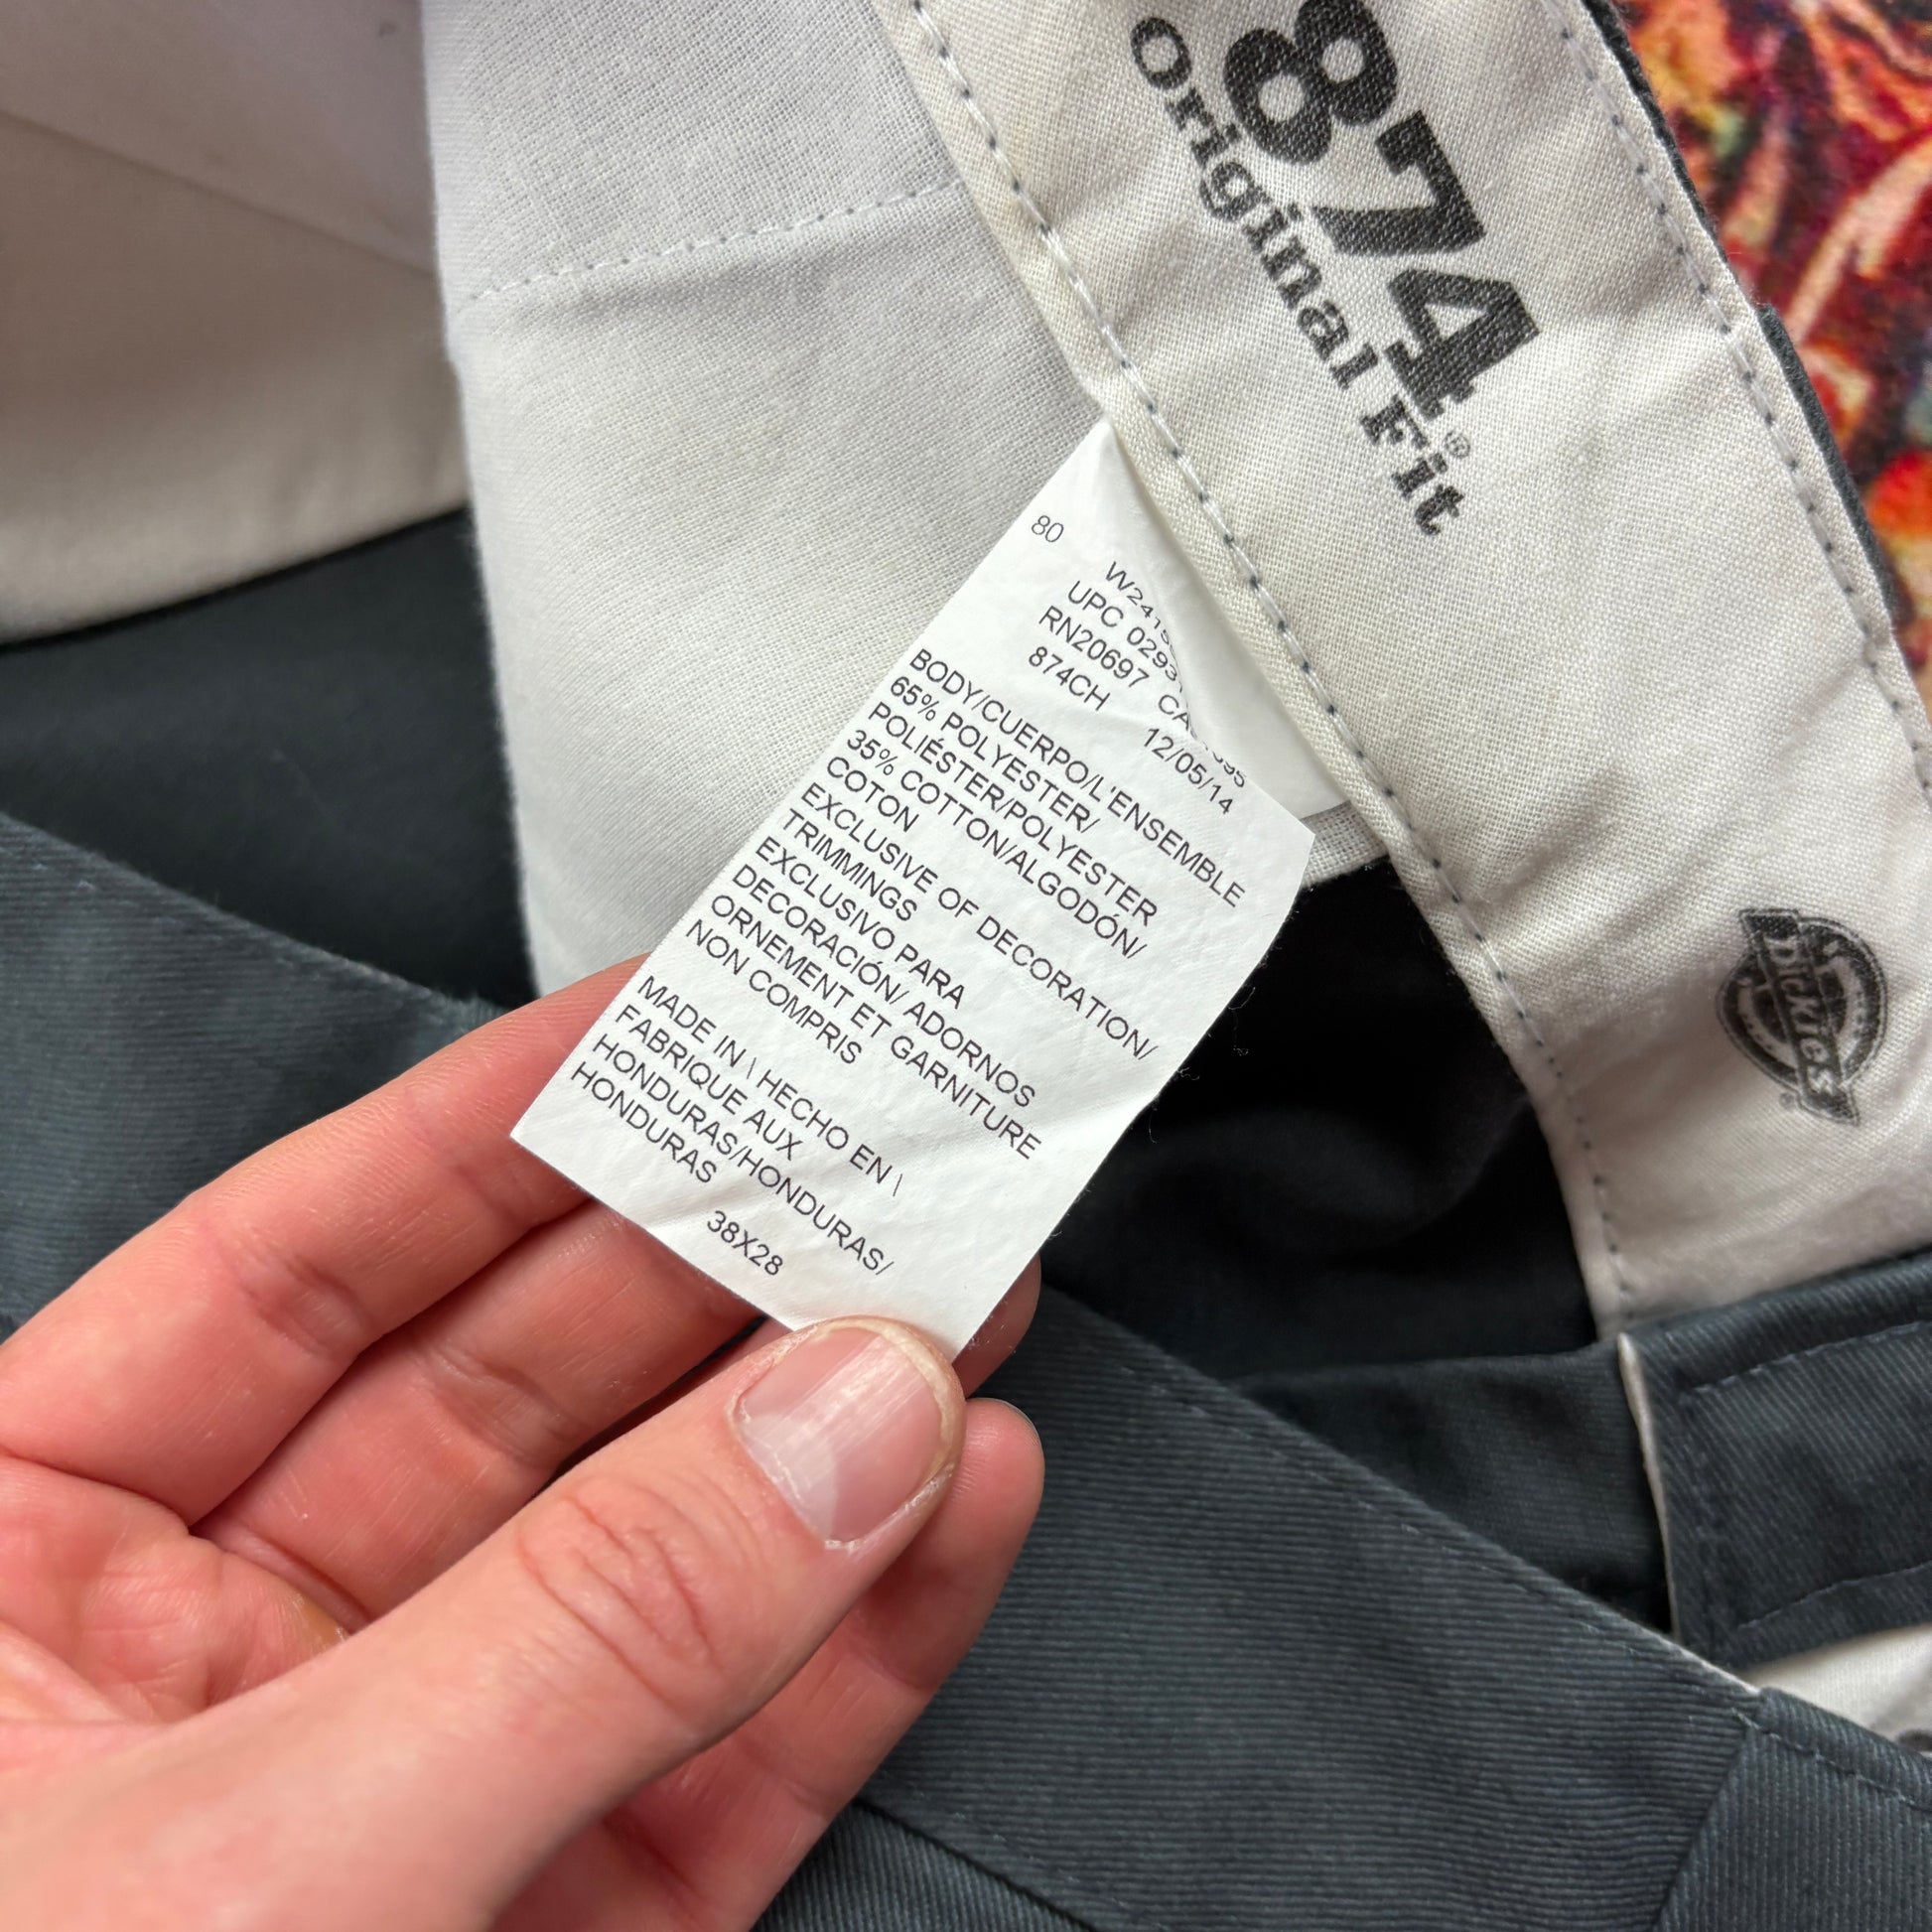 874
Original Fit®
80
UPC
RN20697 CA
874CH 12/05/14
BODY/CUERPO/L'ENSEMBLE
65% POLYESTER/
POLIÉSTER/POLYESTER
35% COTTON/ALGODÓN/
COTON
EXCLUSIVE OF DECORATION/
TRIMMINGS
EXCLUSIVO PARA
DECORACIÓN/ ADORNOS
ORNEMENT ET GARNITURE
NON COMPRIS
MADE IN \ HECHO EN \
FABRIQUE AUX
HONDURAS/HONDURAS/
HONDURAS
38X28
Dickies